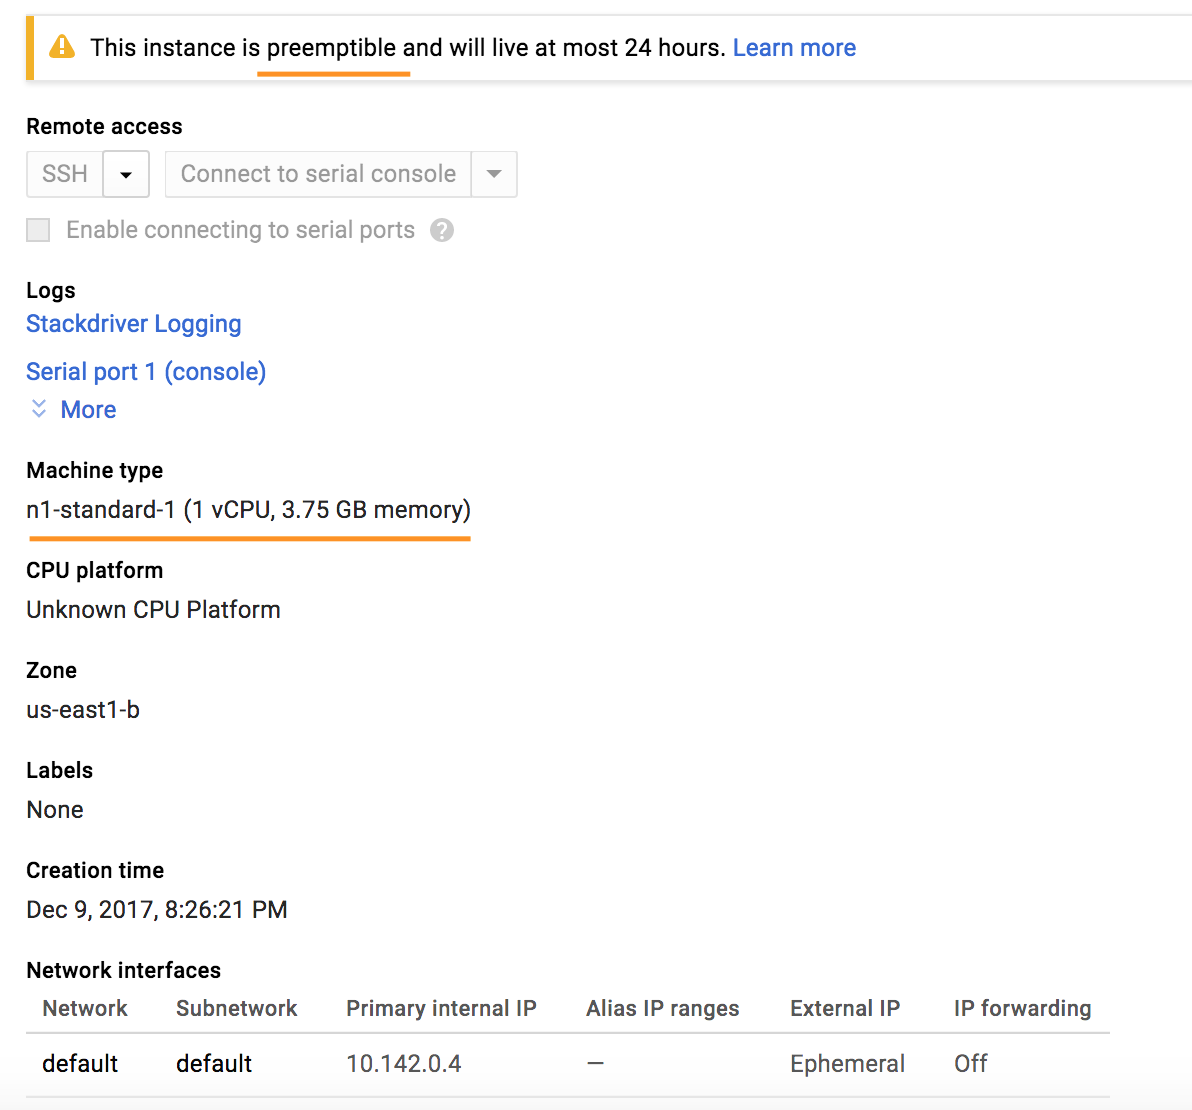 This instance is preemptible and will live at most 24 hours. Learn more
Remote access
SSH Connect to serial console
Enable connecting to serial ports ?
Logs
Stackdriver Logging
Serial port 1 (console)
More
Machine type
n1-standard-1 (1 vCPU, 3.75 GB memory)
CPU platform
Unknown CPU Platform
Zone
us-east1-b
Labels
None
Creation time
Dec 9, 2017, 8:26:21 PM
Network interfaces
Network Subnetwork Primary internal IP Alias IP ranges External IP IP forwarding
default default 10.142.0.4 — Ephemeral Off